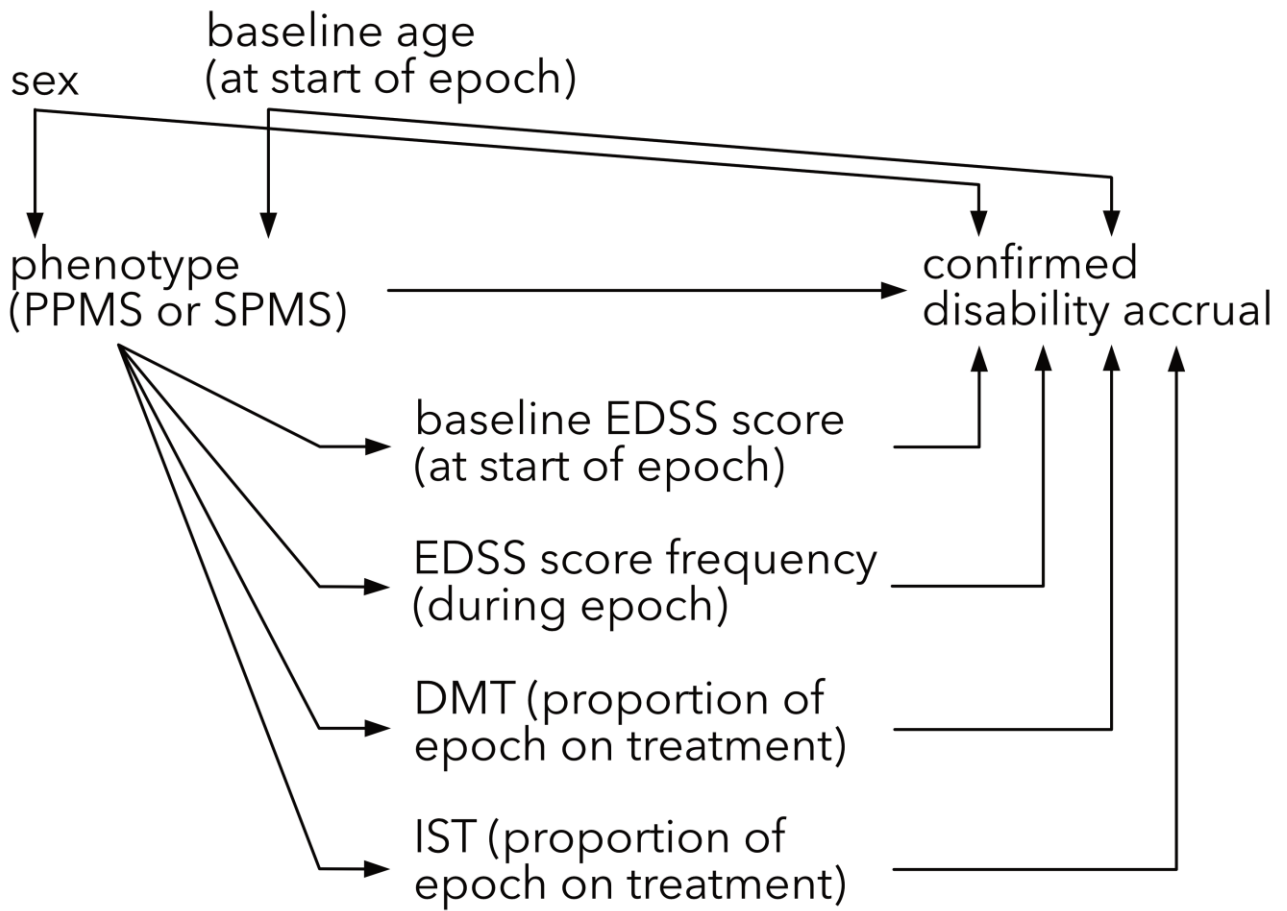 sex
baseline age
(at start of epoch)
phenotype
(PPMS or SPMS)
confirmed
disability accrual
baseline EDSS score
(at start of epoch)
EDSS score frequency
(during epoch)
DMT (proportion of
epoch on treatment)
IST (proportion of
epoch on treatment)